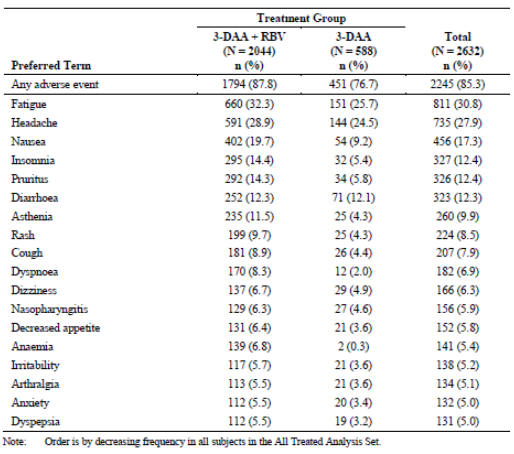 Treatment Group
3-DAA + RBV 3-DAA Total
(N = 2044) (N = 588) (N = 2632)
Preferred Term n (%) n (%) n (%)
Any adverse event 1794 (87.8) 451 (76.7) 2245 (85.3)
Fatigue 660 (32.3) 151 (25.7) 811 (30.8)
Headache 591 (28.9) 144 (24.5) 735 (27.9)
Nausea 402 (19.7) 54 (9.2) 456 (17.3)
Insomnia 295 (14.4) 32 (5.4) 327 (12.4)
Pruritus 292 (14.3) 34 (5.8) 326 (12.4)
Diarrhoea 252 (12.3) 71 (12.1) 323 (12.3)
Asthenia 235 (11.5) 25 (4.3) 260 (9.9)
Rash 199 (9.7) 25 (4.3) 224 (8.5)
Cough 181 (8.9) 26 (4.4) 207 (7.9)
Dyspnoea 170 (8.3) 12 (2.0) 182 (6.9)
Dizziness 137 (6.7) 29 (4.9) 166 (6.3)
Nasopharyngitis 129 (6.3) 27 (4.6) 156 (5.9)
Decreased appetite 131 (6.4) 21 (3.6) 152 (5.8)
Anaemia 139 (6.8) 2 (0.3) 141 (5.4)
Irritability 117 (5.7) 21 (3.6) 138 (5.2)
Arthralgia 113 (5.5) 21 (3.6) 134 (5.1)
Anxiety 112 (5.5) 20 (3.4) 132 (5.0)
Dyspepsia 112 (5.5) 19 (3.2) 131 (5.0)
Note: Order is by decreasing frequency in all subjects in the All Treated Analysis Set.